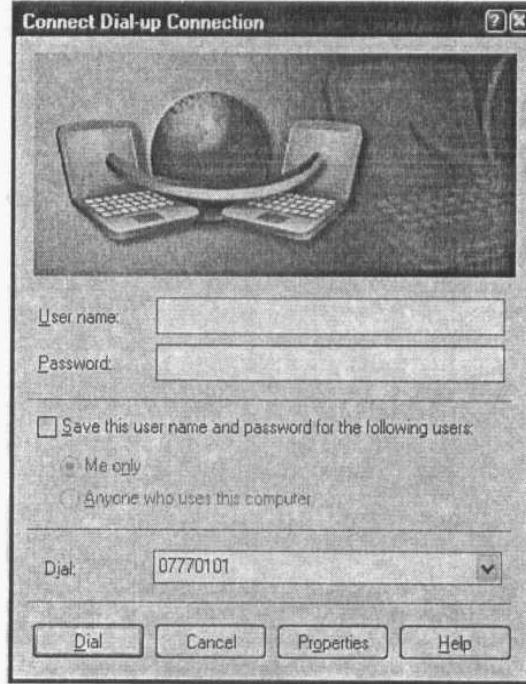 Connect Dial-up Connection
User name:
Password:
Save this user name and password for the following users:
Me only
Anyone who uses this computer
Dial: 07770101
Dial Cancel Properties Help